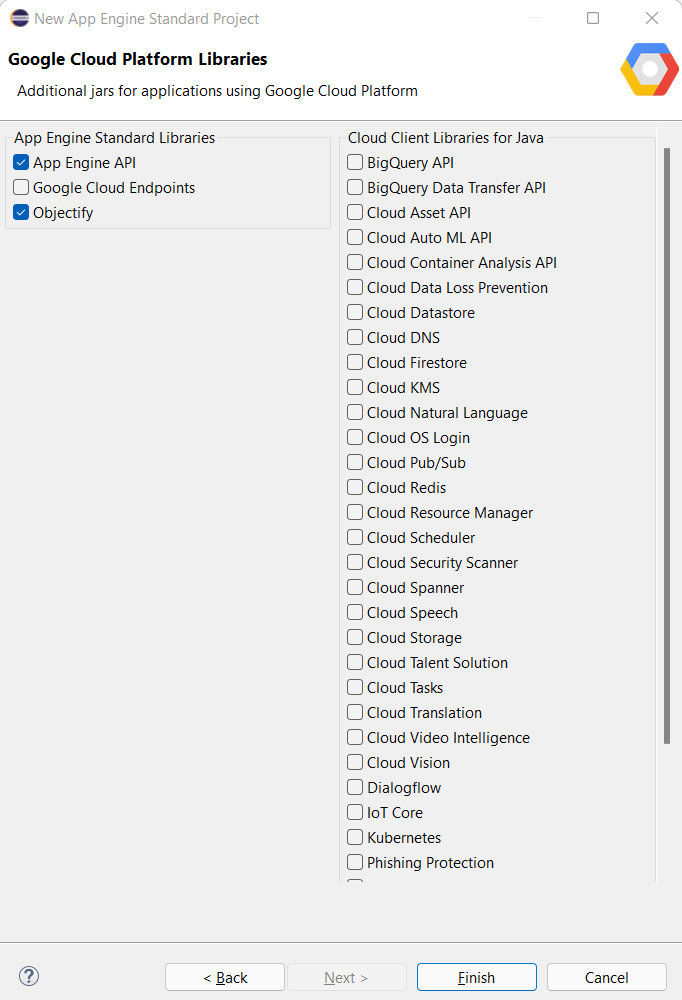 New App Engine Standard Project
Google Cloud Platform Libraries
Additional jars for applications using Google Cloud Platform
App Engine Standard Libraries
App Engine API
Google Cloud Endpoints
Objectify
Cloud Client Libraries for Java
BigQuery API
BigQuery Data Transfer API
Cloud Asset API
Cloud Auto ML API
Cloud Container Analysis API
Cloud Data Loss Prevention
Cloud Datastore
Cloud DNS
Cloud Firestore
Cloud KMS
Cloud Natural Language
Cloud OS Login
Cloud Pub/Sub
Cloud Redis
Cloud Resource Manager
Cloud Scheduler
Cloud Security Scanner
Cloud Spanner
Cloud Speech
Cloud Storage
Cloud Talent Solution
Cloud Tasks
Cloud Translation
Cloud Video Intelligence
Cloud Vision
Dialogflow
IoT Core
Kubernetes
Phishing Protection
? < Back Next > Finish Cancel